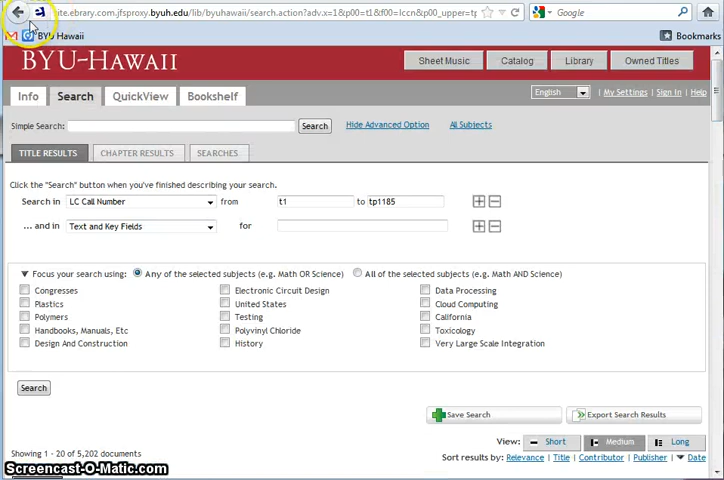 ite.ebrary.com.jfsproxy.byuh.edu/lib/byuhawaii/search.action?adv.x=1&p00=t1&f00=lccn&p00_upper=t
Google
BYU Hawaii
Bookmarks
BYU-HAWAII
Sheet Music
Catalog
Library
Owned Titles
Info
Search
QuickView
Bookshelf
English
My Settings | Sign In | Help
Simple Search:
Search
Hide Advanced Option
All Subjects
TITLE RESULTS
CHAPTER RESULTS
SEARCHES
Click the "Search" button when you've finished describing your search.
Search in LC Call Number from t1 to tp1185
... and in Text and Key Fields for
Focus your search using: Any of the selected subjects (e.g. Math OR Science) All of the selected subjects (e.g. Math AND Science)
Congresses Electronic Circuit Design Data Processing
Plastics United States Cloud Computing
Polymers Testing California
Handbooks, Manuals, Etc Polyvinyl Chloride Toxicology
Design And Construction History Very Large Scale Integration
Search
Save Search
Export Search Results
View: Short Medium Long
Showing 1 - 20 of 5,202 documents
Sort results by: Relevance | Title | Contributor | Publisher | Date
Screencast-O-Matic.com